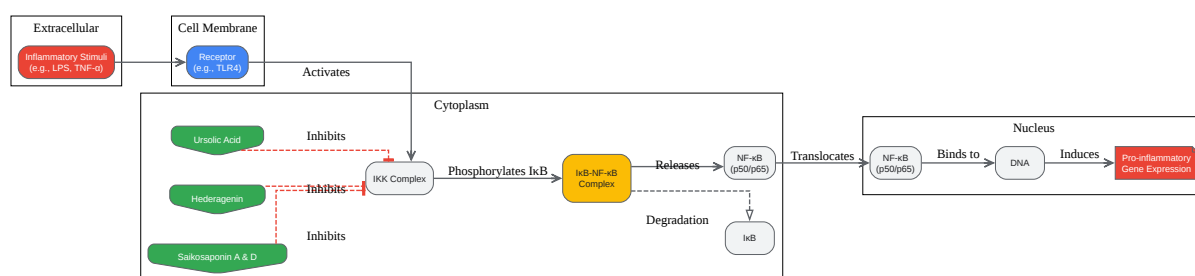 Extracellular
Inflammatory Stimuli
(e.g., LPS, TNF-α)
Cell Membrane
Receptor
(e.g., TLR4)
Activates
Cytoplasm
Ursolic Acid
Inhibits
Hederagenin
Inhibits
Saikosaponin A & D
Inhibits
IKK Complex
Phosphorylates IκB
IκB-NF-κB
Complex
Releases
NF-κB
(p50/p65)
Degradation
IκB
Translocates
Nucleus
NF-κB
(p50/p65)
Binds to
DNA
Induces
Pro-inflammatory
Gene Expression